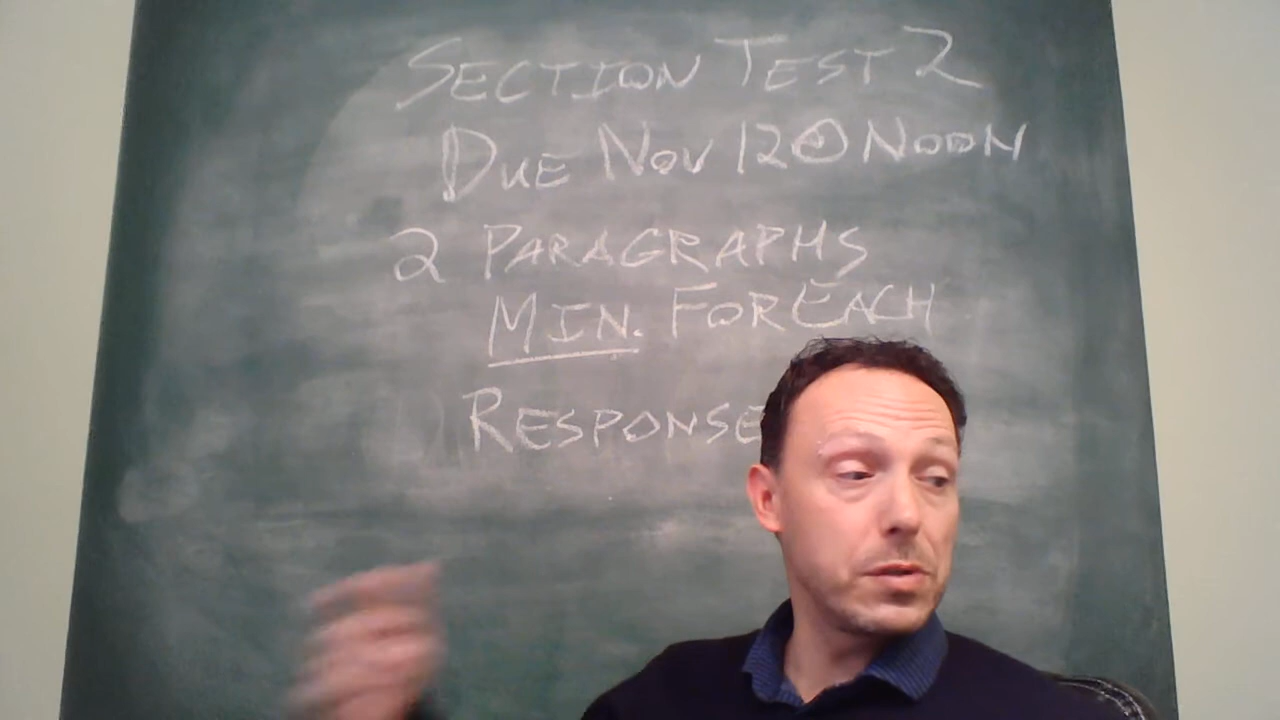 SECTION TEST 2
DUE NOV 12 @ NOON
2 PARAGRAPHS
MIN. FOR EACH
RESPONSE